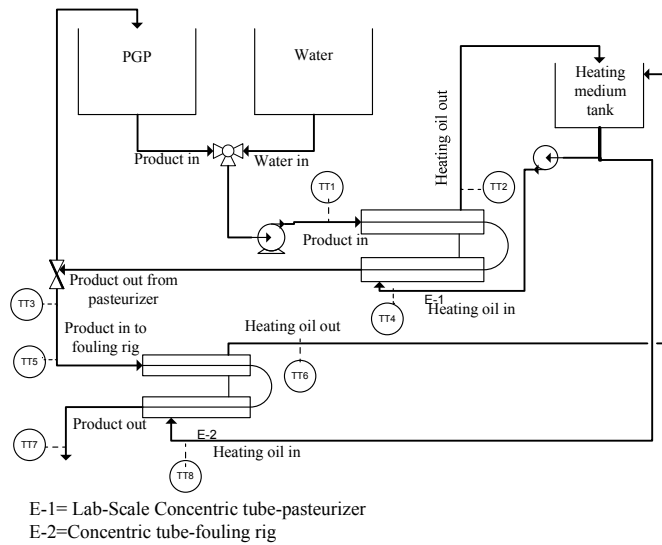 PGP
Water
Heating
medium
tank
Heating oil out
Product in
Water in
TT1
TT2
Product in
Product out from
pasteurizer
E-1
Heating oil in
TT3
TT4
Product in to
fouling rig
Heating oil out
TT5
TT6
Product out
E-2
Heating oil in
TT7
TT8
E-1= Lab-Scale Concentric tube-pasteurizer
E-2=Concentric tube-fouling rig